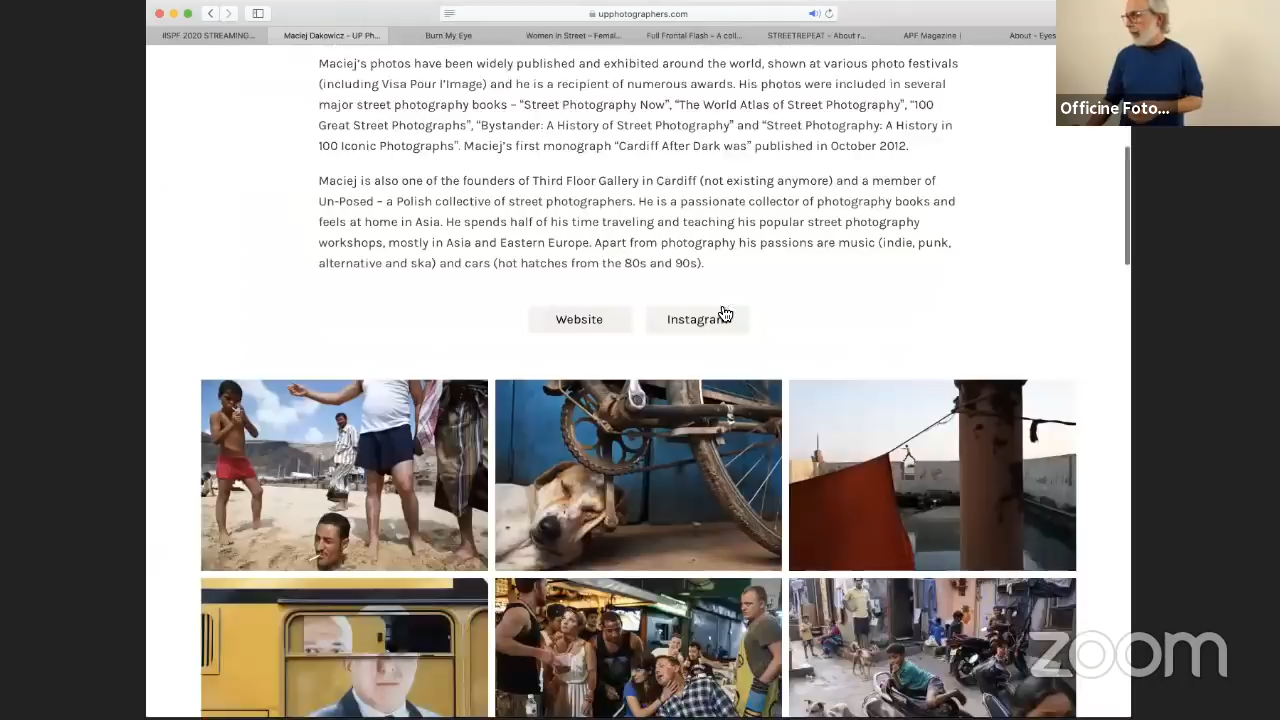 upphotographers.com
IISPF 2020 STREAMING...
Maciej Dakowicz – UP Ph...
Burn My Eye
Women in Street – Femal...
Full Frontal Flash – A coll...
STREETREPEAT – About r...
APF Magazine |
About – Eyes
Officine Foto...
Maciej’s photos have been widely published and exhibited around the world, shown at various photo festivals
(including Visa Pour l’Image) and he is a recipient of numerous awards. His photos were included in several
major street photography books – “Street Photography Now”, “The World Atlas of Street Photography”, “100
Great Street Photographs”, “Bystander: A History of Street Photography” and “Street Photography: A History in
100 Iconic Photographs”. Maciej’s first monograph “Cardiff After Dark was” published in October 2012.
Maciej is also one of the founders of Third Floor Gallery in Cardiff (not existing anymore) and a member of
Un-Posed – a Polish collective of street photographers. He is a passionate collector of photography books and
feels at home in Asia. He spends half of his time traveling and teaching his popular street photography
workshops, mostly in Asia and Eastern Europe. Apart from photography his passions are music (indie, punk,
alternative and ska) and cars (hot hatches from the 80s and 90s).
Website
Instagram
zoom